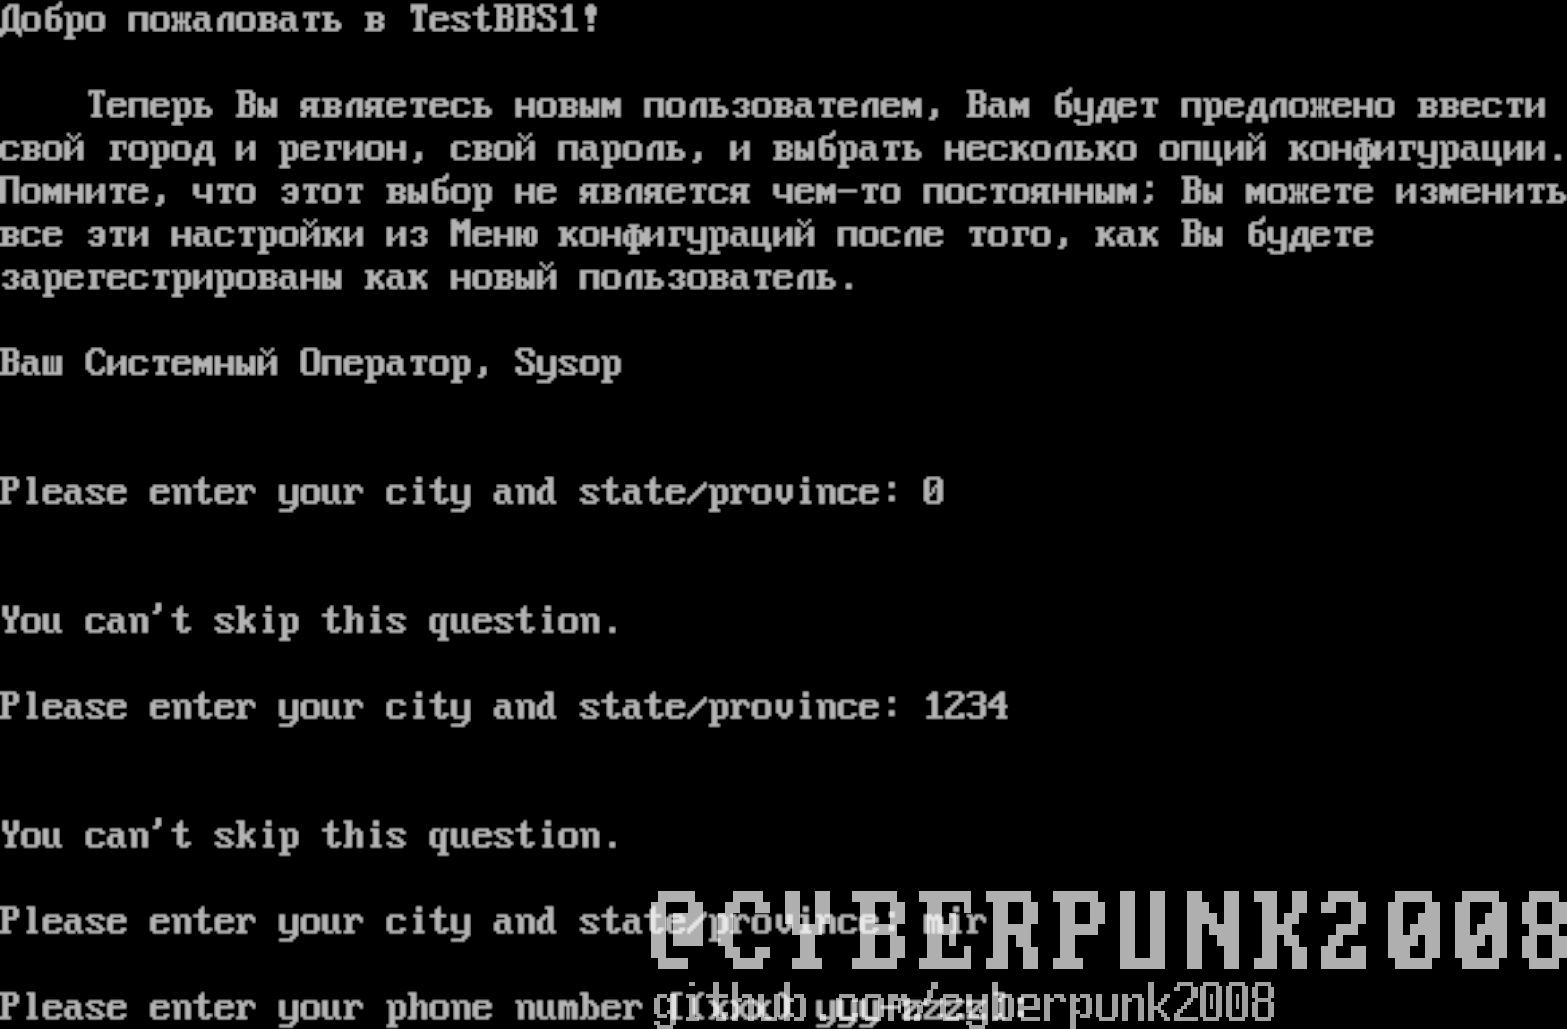 Добро пожаловать в TestBBS1!
Теперь Вы являетесь новым пользователем, Вам будет предложено ввести
свой город и регион, свой пароль, и выбрать несколько опций конфигурации.
Помните, что этот выбор не является чем-то постоянным; Вы можете изменить
все эти настройки из Меню конфигураций после того, как Вы будете
зарегестрированы как новый пользователь.
Ваш Системный Оператор, Sysop
Please enter your city and state/province: 0
You can't skip this question.
Please enter your city and state/province: 1234
You can't skip this question.
Please enter your city and state/province: mir
@CYBERPUNK2008
Please enter your phone number [(xxx) yyy-zzzz]:
github.com/cyberpunk2008